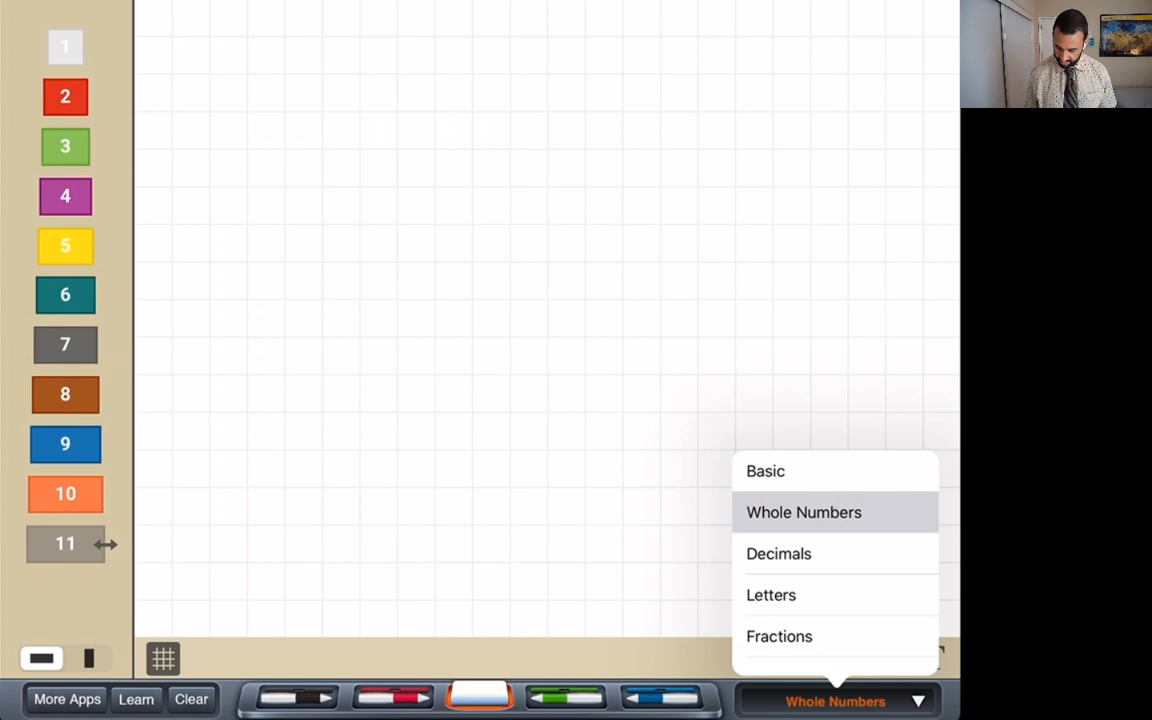 1
2
3
4
5
6
7
8
9
10
11
Basic
Whole Numbers
Decimals
Letters
Fractions
More Apps
Learn
Clear
Whole Numbers